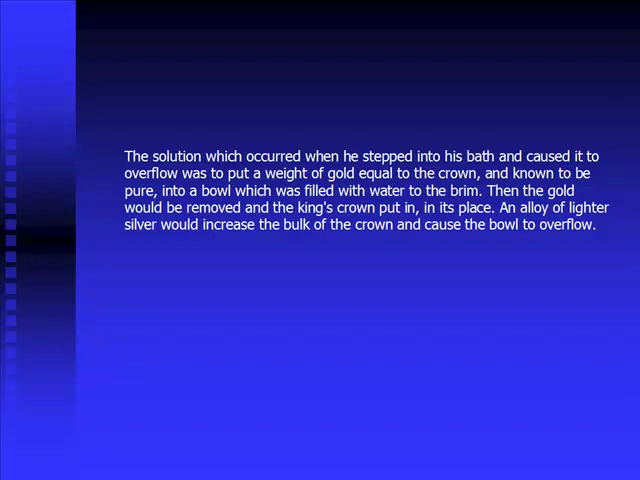 The solution which occurred when he stepped into his bath and caused it to
overflow was to put a weight of gold equal to the crown, and known to be
pure, into a bowl which was filled with water to the brim. Then the gold
would be removed and the king's crown put in, in its place. An alloy of lighter
silver would increase the bulk of the crown and cause the bowl to overflow.